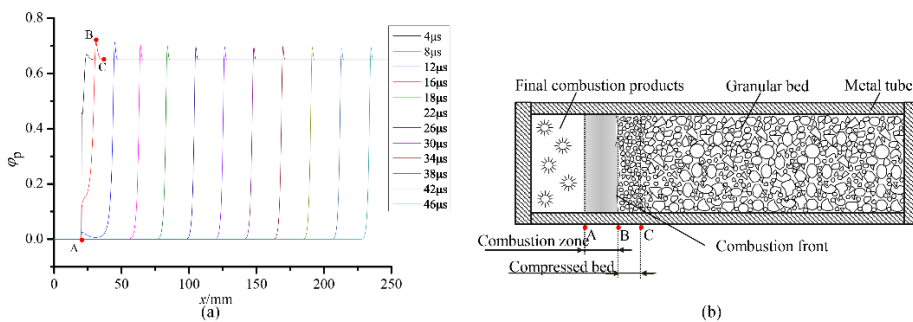 (a)
0.8
0.6
0.4
0.2
0.0
φp
B
C
A
4μs
8μs
12μs
16μs
18μs
22μs
26μs
30μs
34μs
38μs
42μs
46μs
0
50
100
150
200
250
x/mm
(a)
Final combustion products
Granular bed
Metal tube
A
B
C
Combustion zone
Combustion front
Compressed bed
(b)